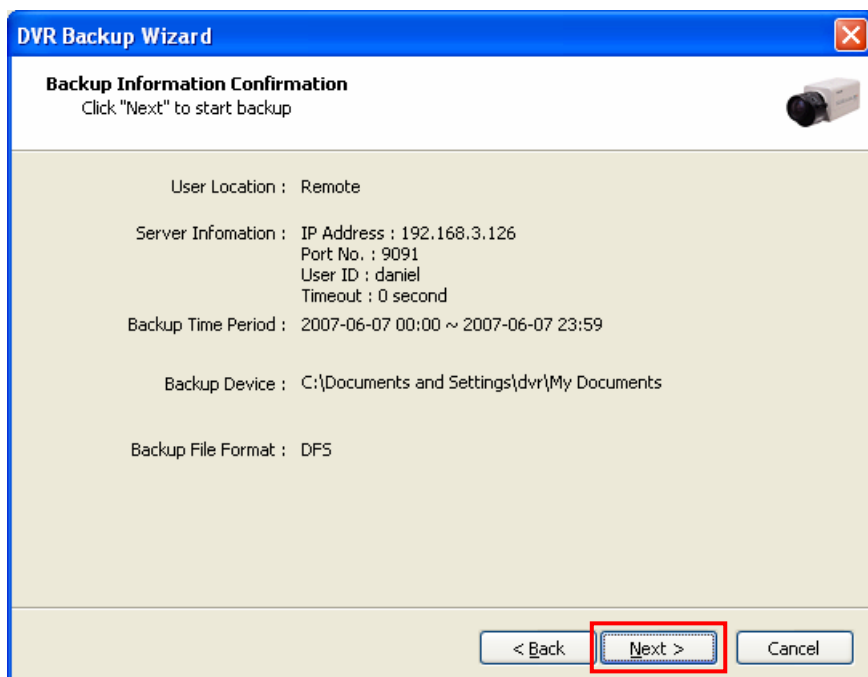 DVR Backup Wizard
Backup Information Confirmation
Click "Next" to start backup
User Location : Remote
Server Infomation : IP Address : 192.168.3.126
Port No. : 9091
User ID : daniel
Timeout : 0 second
Backup Time Period : 2007-06-07 00:00 ~ 2007-06-07 23:59
Backup Device : C:\Documents and Settings\dvr\My Documents
Backup File Format : DFS
< Back
Next >
Cancel